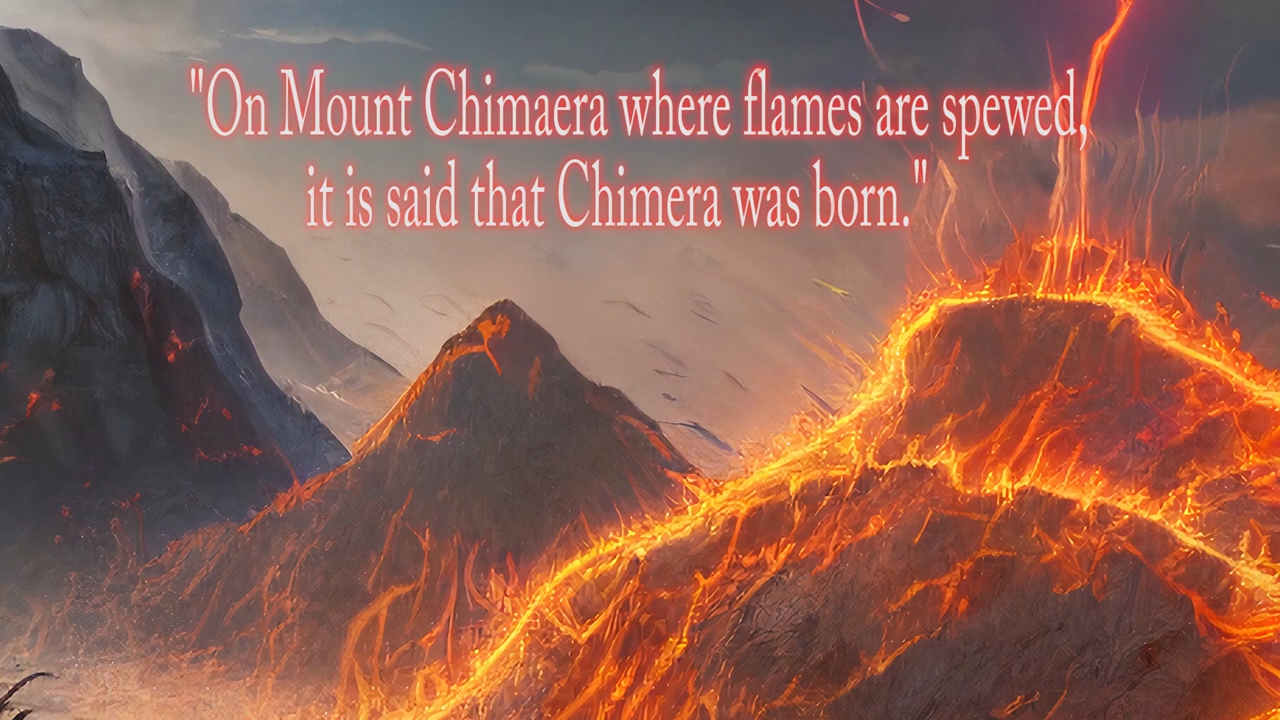 "On Mount Chimaera where flames are spewed,
it is said that Chimera was born."